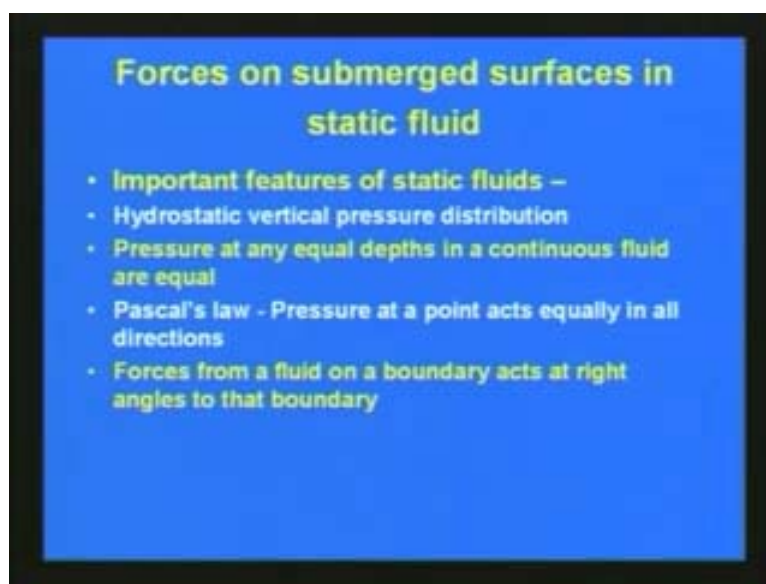 Forces on submerged surfaces in
static fluid
• Important features of static fluids –
• Hydrostatic vertical pressure distribution
• Pressure at any equal depths in a continuous fluid
are equal
• Pascal's law - Pressure at a point acts equally in all
directions
• Forces from a fluid on a boundary acts at right
angles to that boundary